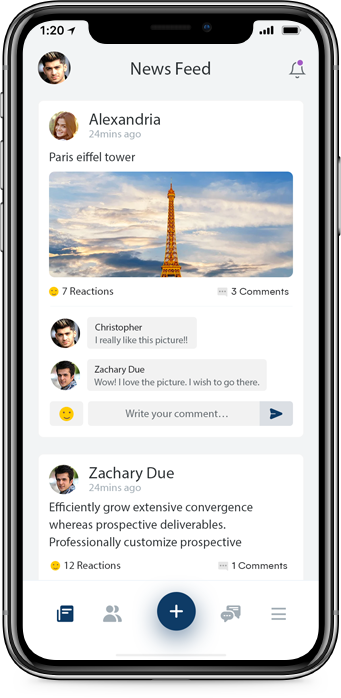 1:20
News Feed
Alexandria
24mins ago
Paris eiffel tower
7 Reactions
3 Comments
Christopher
I really like this picture!!
Zachary Due
Wow! I love the picture. I wish to go there.
Write your comment...
Zachary Due
24mins ago
Efficiently grow extensive convergence
whereas prospective deliverables.
Professionally customize prospective
12 Reactions
1 Comments